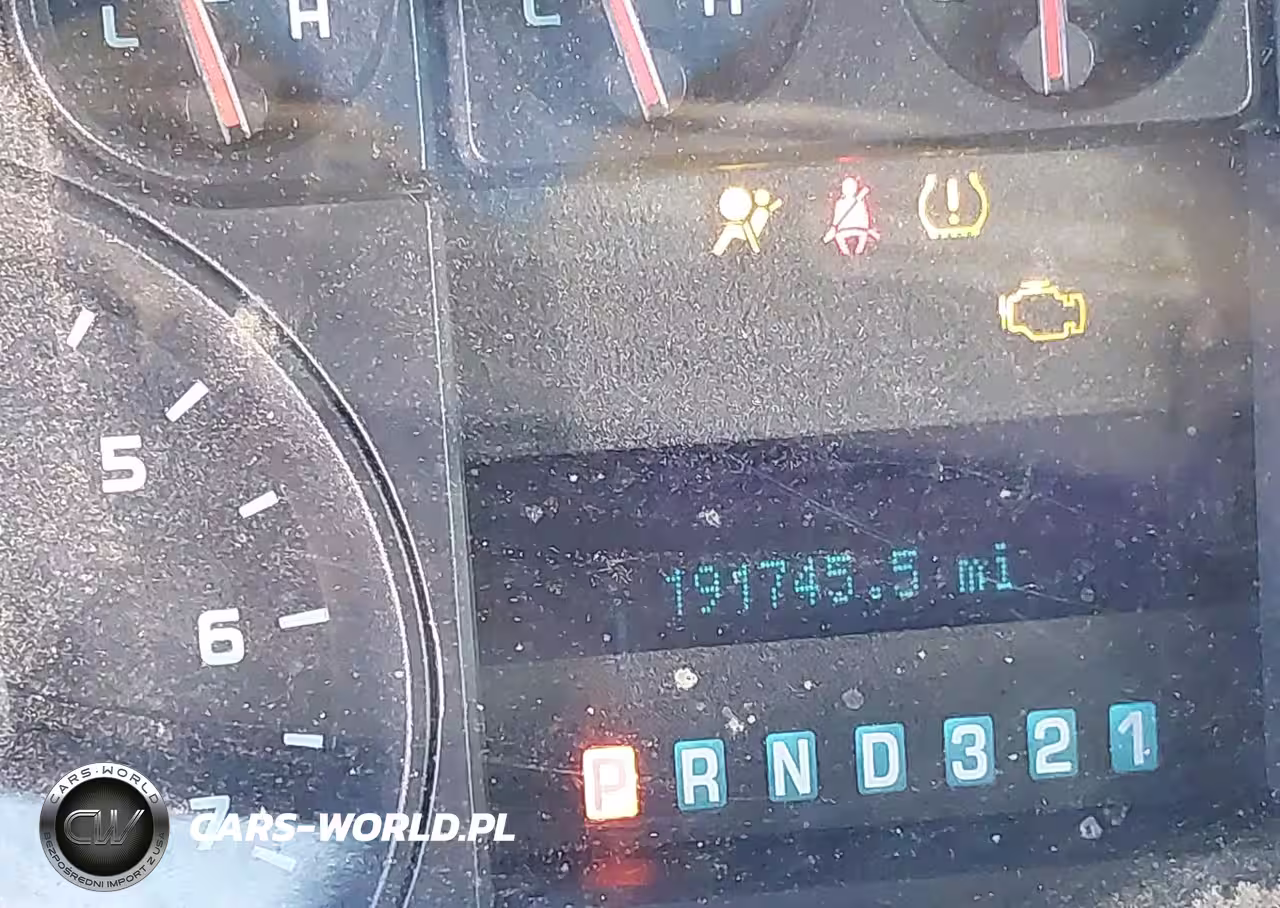 L H L H
5
191745.5 mi
6
P R N D 3 2 1
7
CARS-WORLD
CW
BEZPOŚREDNI IMPORT Z USA
CARS-WORLD.PL